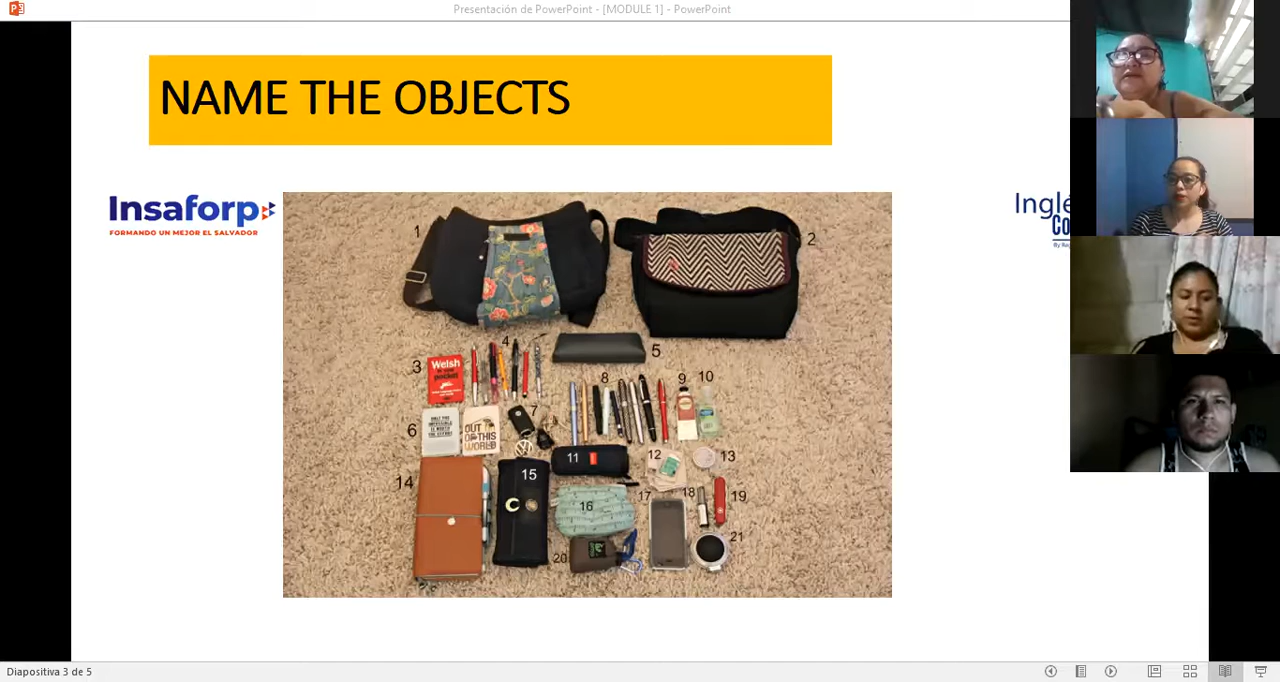 Presentación de PowerPoint - [MODULE 1] - PowerPoint
NAME THE OBJECTS
Insaforp
FORMANDO UN MEJOR EL SALVADOR
Inglé
Co
1
2
4
5
3
Welsh
8
9
10
6
7
OUT
OF THIS
WORLD
11
12
13
14
15
16
17
18
19
20
21
Diapositiva 3 de 5